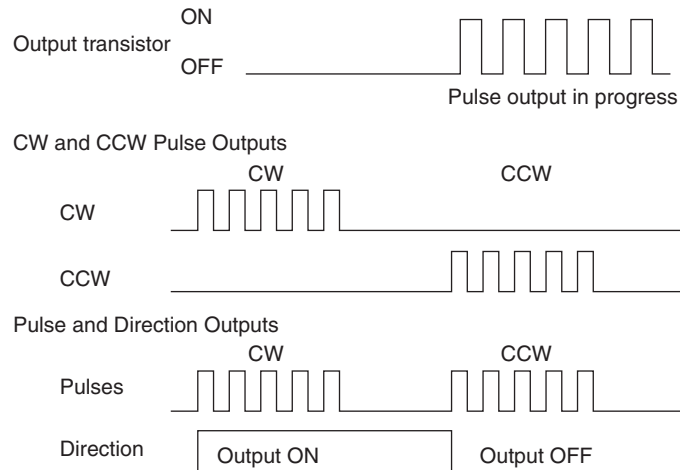 ON
Output transistor
OFF
Pulse output in progress
CW and CCW Pulse Outputs
CW CCW
CW
CCW
Pulse and Direction Outputs
CW CCW
Pulses
Direction Output ON Output OFF